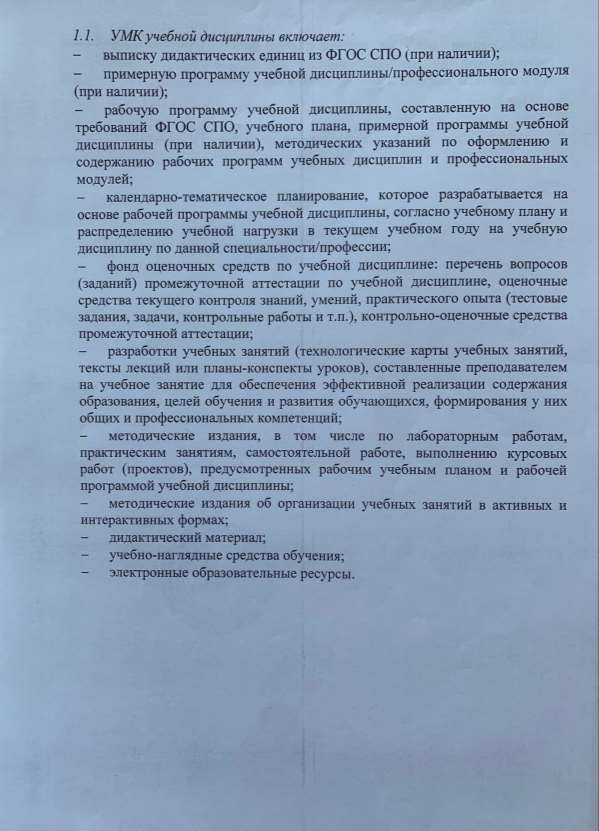 1.1. УМК учебной дисциплины включает:
– выписку дидактических единиц из ФГОС СПО (при наличии);
– примерную программу учебной дисциплины/профессионального модуля
(при наличии);
– рабочую программу учебной дисциплины, составленную на основе
требований ФГОС СПО, учебного плана, примерной программы учебной
дисциплины (при наличии), методических указаний по оформлению и
содержанию рабочих программ учебных дисциплин и профессиональных
модулей;
– календарно-тематическое планирование, которое разрабатывается на
основе рабочей программы учебной дисциплины, согласно учебному плану и
распределению учебной нагрузки в текущем учебном году на учебную
дисциплину по данной специальности/профессии;
– фонд оценочных средств по учебной дисциплине: перечень вопросов
(заданий) промежуточной аттестации по учебной дисциплине, оценочные
средства текущего контроля знаний, умений, практического опыта (тестовые
задания, задачи, контрольные работы и т.п.), контрольно-оценочные средства
промежуточной аттестации;
– разработки учебных занятий (технологические карты учебных занятий,
тексты лекций или планы-конспекты уроков), составленные преподавателем
на учебное занятие для обеспечения эффективной реализации содержания
образования, целей обучения и развития обучающихся, формирования у них
общих и профессиональных компетенций;
– методические издания, в том числе по лабораторным работам,
практическим занятиям, самостоятельной работе, выполнению курсовых
работ (проектов), предусмотренных рабочим учебным планом и рабочей
программой учебной дисциплины;
– методические издания об организации учебных занятий в активных и
интерактивных формах;
– дидактический материал;
– учебно-наглядные средства обучения;
– электронные образовательные ресурсы.